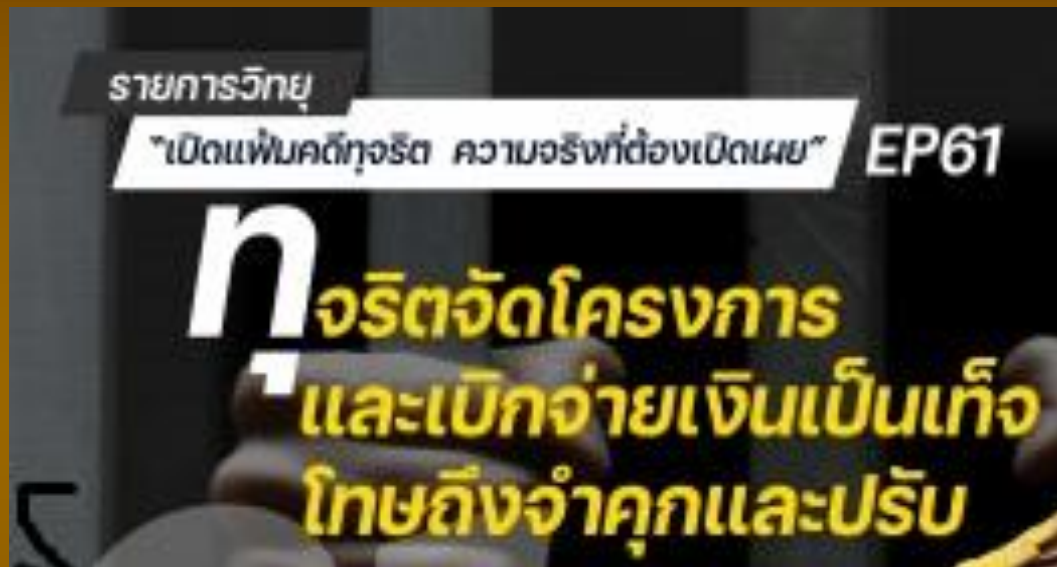 รายการวิทยุ
"เปิดแฟ้มคดีทุจริต ความจริงที่ต้องเปิดเผย" EP61
ทุจริตจัดโครงการ
และเบิกจ่ายเงินเป็นเท็จ
โทษถึงจำคุกและปรับ